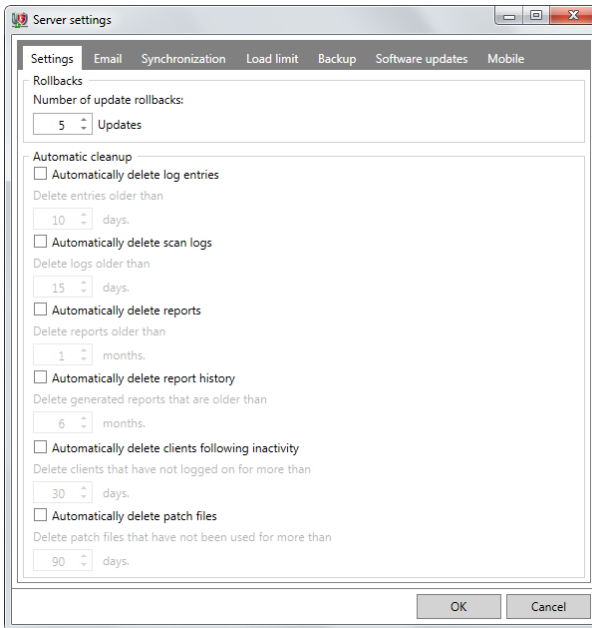 Server settings
Settings Email Synchronization Load limit Backup Software updates Mobile
Rollbacks
Number of update rollbacks:
5 Updates
Automatic cleanup
Automatically delete log entries
Delete entries older than
10 days.
Automatically delete scan logs
Delete logs older than
15 days.
Automatically delete reports
Delete reports older than
1 months.
Automatically delete report history
Delete generated reports that are older than
6 months.
Automatically delete clients following inactivity
Delete clients that have not logged on for more than
30 days.
Automatically delete patch files
Delete patch files that have not been used for more than
90 days.
OK Cancel